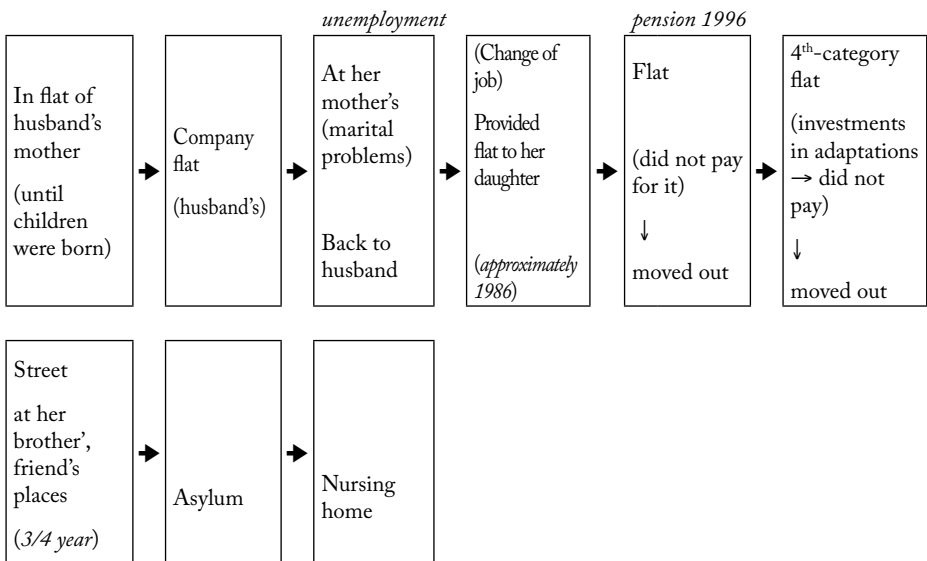 unemployment
pension 1996
In flat of
husband's
mother
(until
children
were born)
Company
flat
(husband's)
At her
mother's
(marital
problems)
Back to
husband
(Change of
job)
Provided
flat to her
daughter
(approximately
1986)
Flat
(did not pay
for it)
↓
moved out
4th-category
flat
(investments
in adaptations
→ did not
pay)
↓
moved out
Street
at her
brother',
friend's
places
(3/4 year)
Asylum
Nursing
home